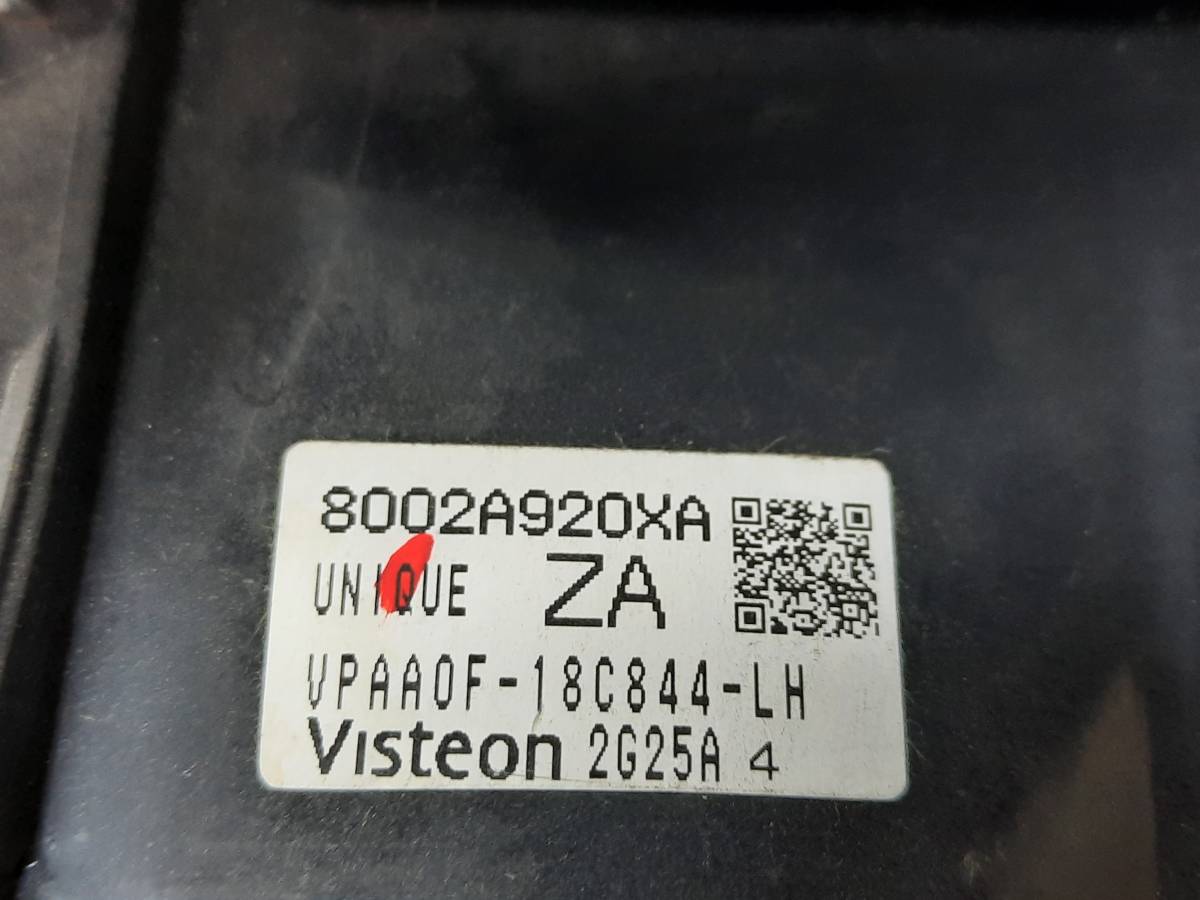 8002A920XA
UNIQUE ZA
VPAA0F-18C844-LH
Visteon 2G25A 4